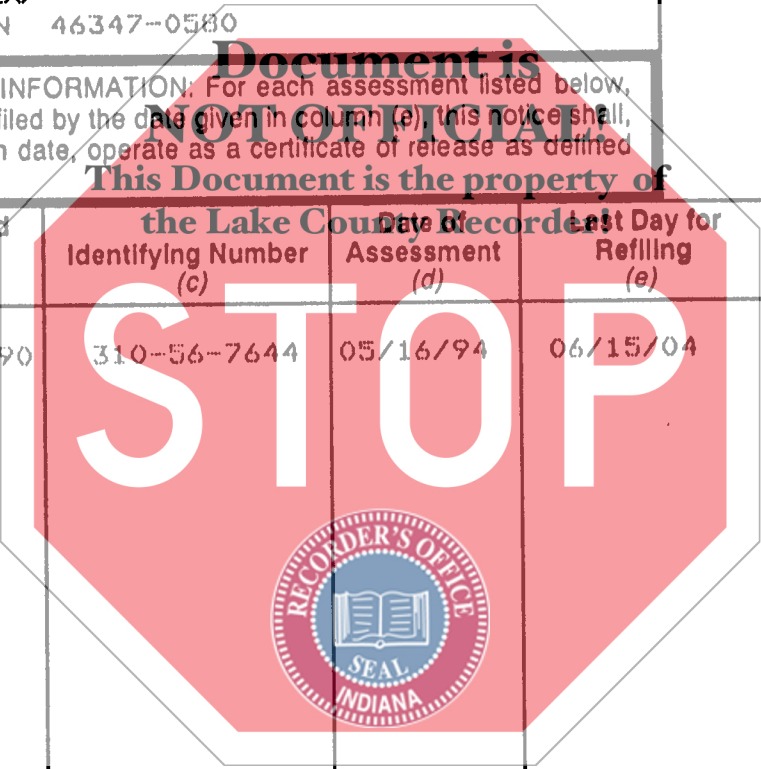 N 46347-0580
Document is
INFORMATION: For each assessment listed below,
NOT OFFICIAL!
filed by the date given in column (e), this notice shall,
n date, operate as a certificate of release as defined
This Document is the property of
the Lake County Recorder!
d Identifying Number (c)
Date of Assessment (d)
Last Day for Refiling (e)
90 310-56-7644 05/16/94 06/15/04
STOP
RECORDER'S OFFICE
SEAL
INDIANA